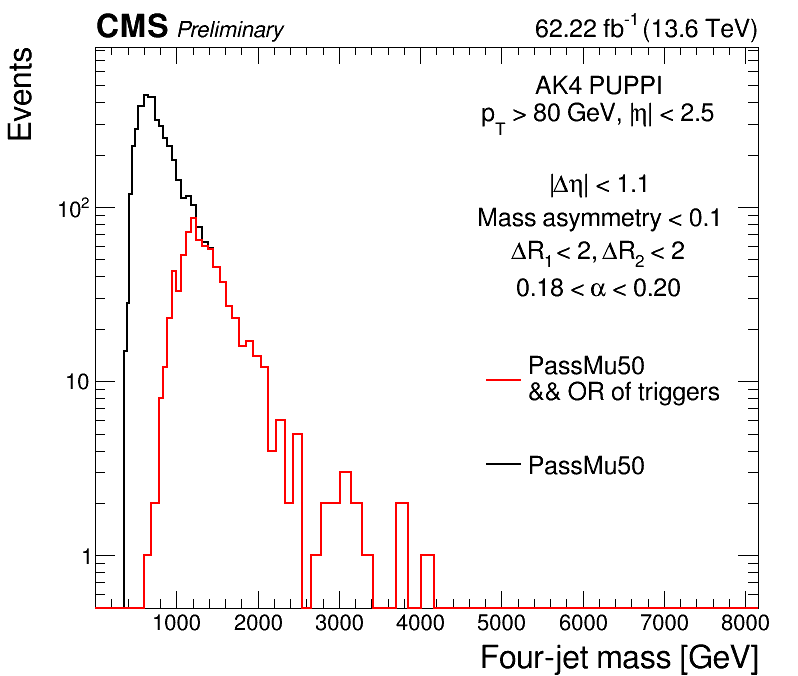 CMS Preliminary 62.22 fb⁻¹ (13.6 TeV)
Events
AK4 PUPPI
p_T > 80 GeV, |η| < 2.5
|Δη| < 1.1
Mass asymmetry < 0.1
ΔR₁ < 2, ΔR₂ < 2
0.18 < α < 0.20
PassMu50
&& OR of triggers
PassMu50
10²
10
1
1000 2000 3000 4000 5000 6000 7000 8000
Four-jet mass [GeV]